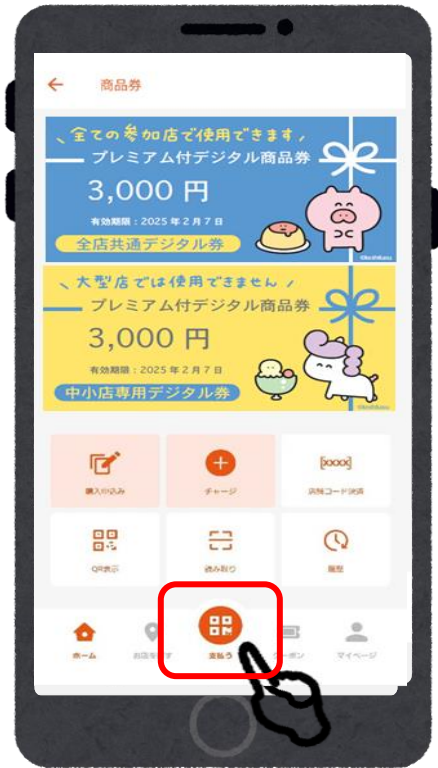 商品券
全ての参加店で使用できます
プレミアム付デジタル商品券
3,000 円
有効期限：2025 年 2 月 7 日
全店共通デジタル券
大型店では使用できません
プレミアム付デジタル商品券
3,000 円
有効期限：2025 年 2 月 7 日
中小店専用デジタル券
購入申込み
チャージ
[xxxx]
店舗コード決済
QR表示
読み取り
履歴
ホーム
お店を
す
支払う
ーポン
マイページ